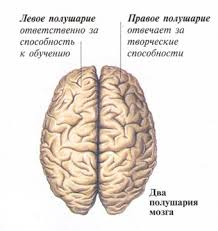 Левое полушарие
ответственно за
способность
к обучению
Правое полушарие
отвечает за
творческие
способности
Два
полушария
мозга